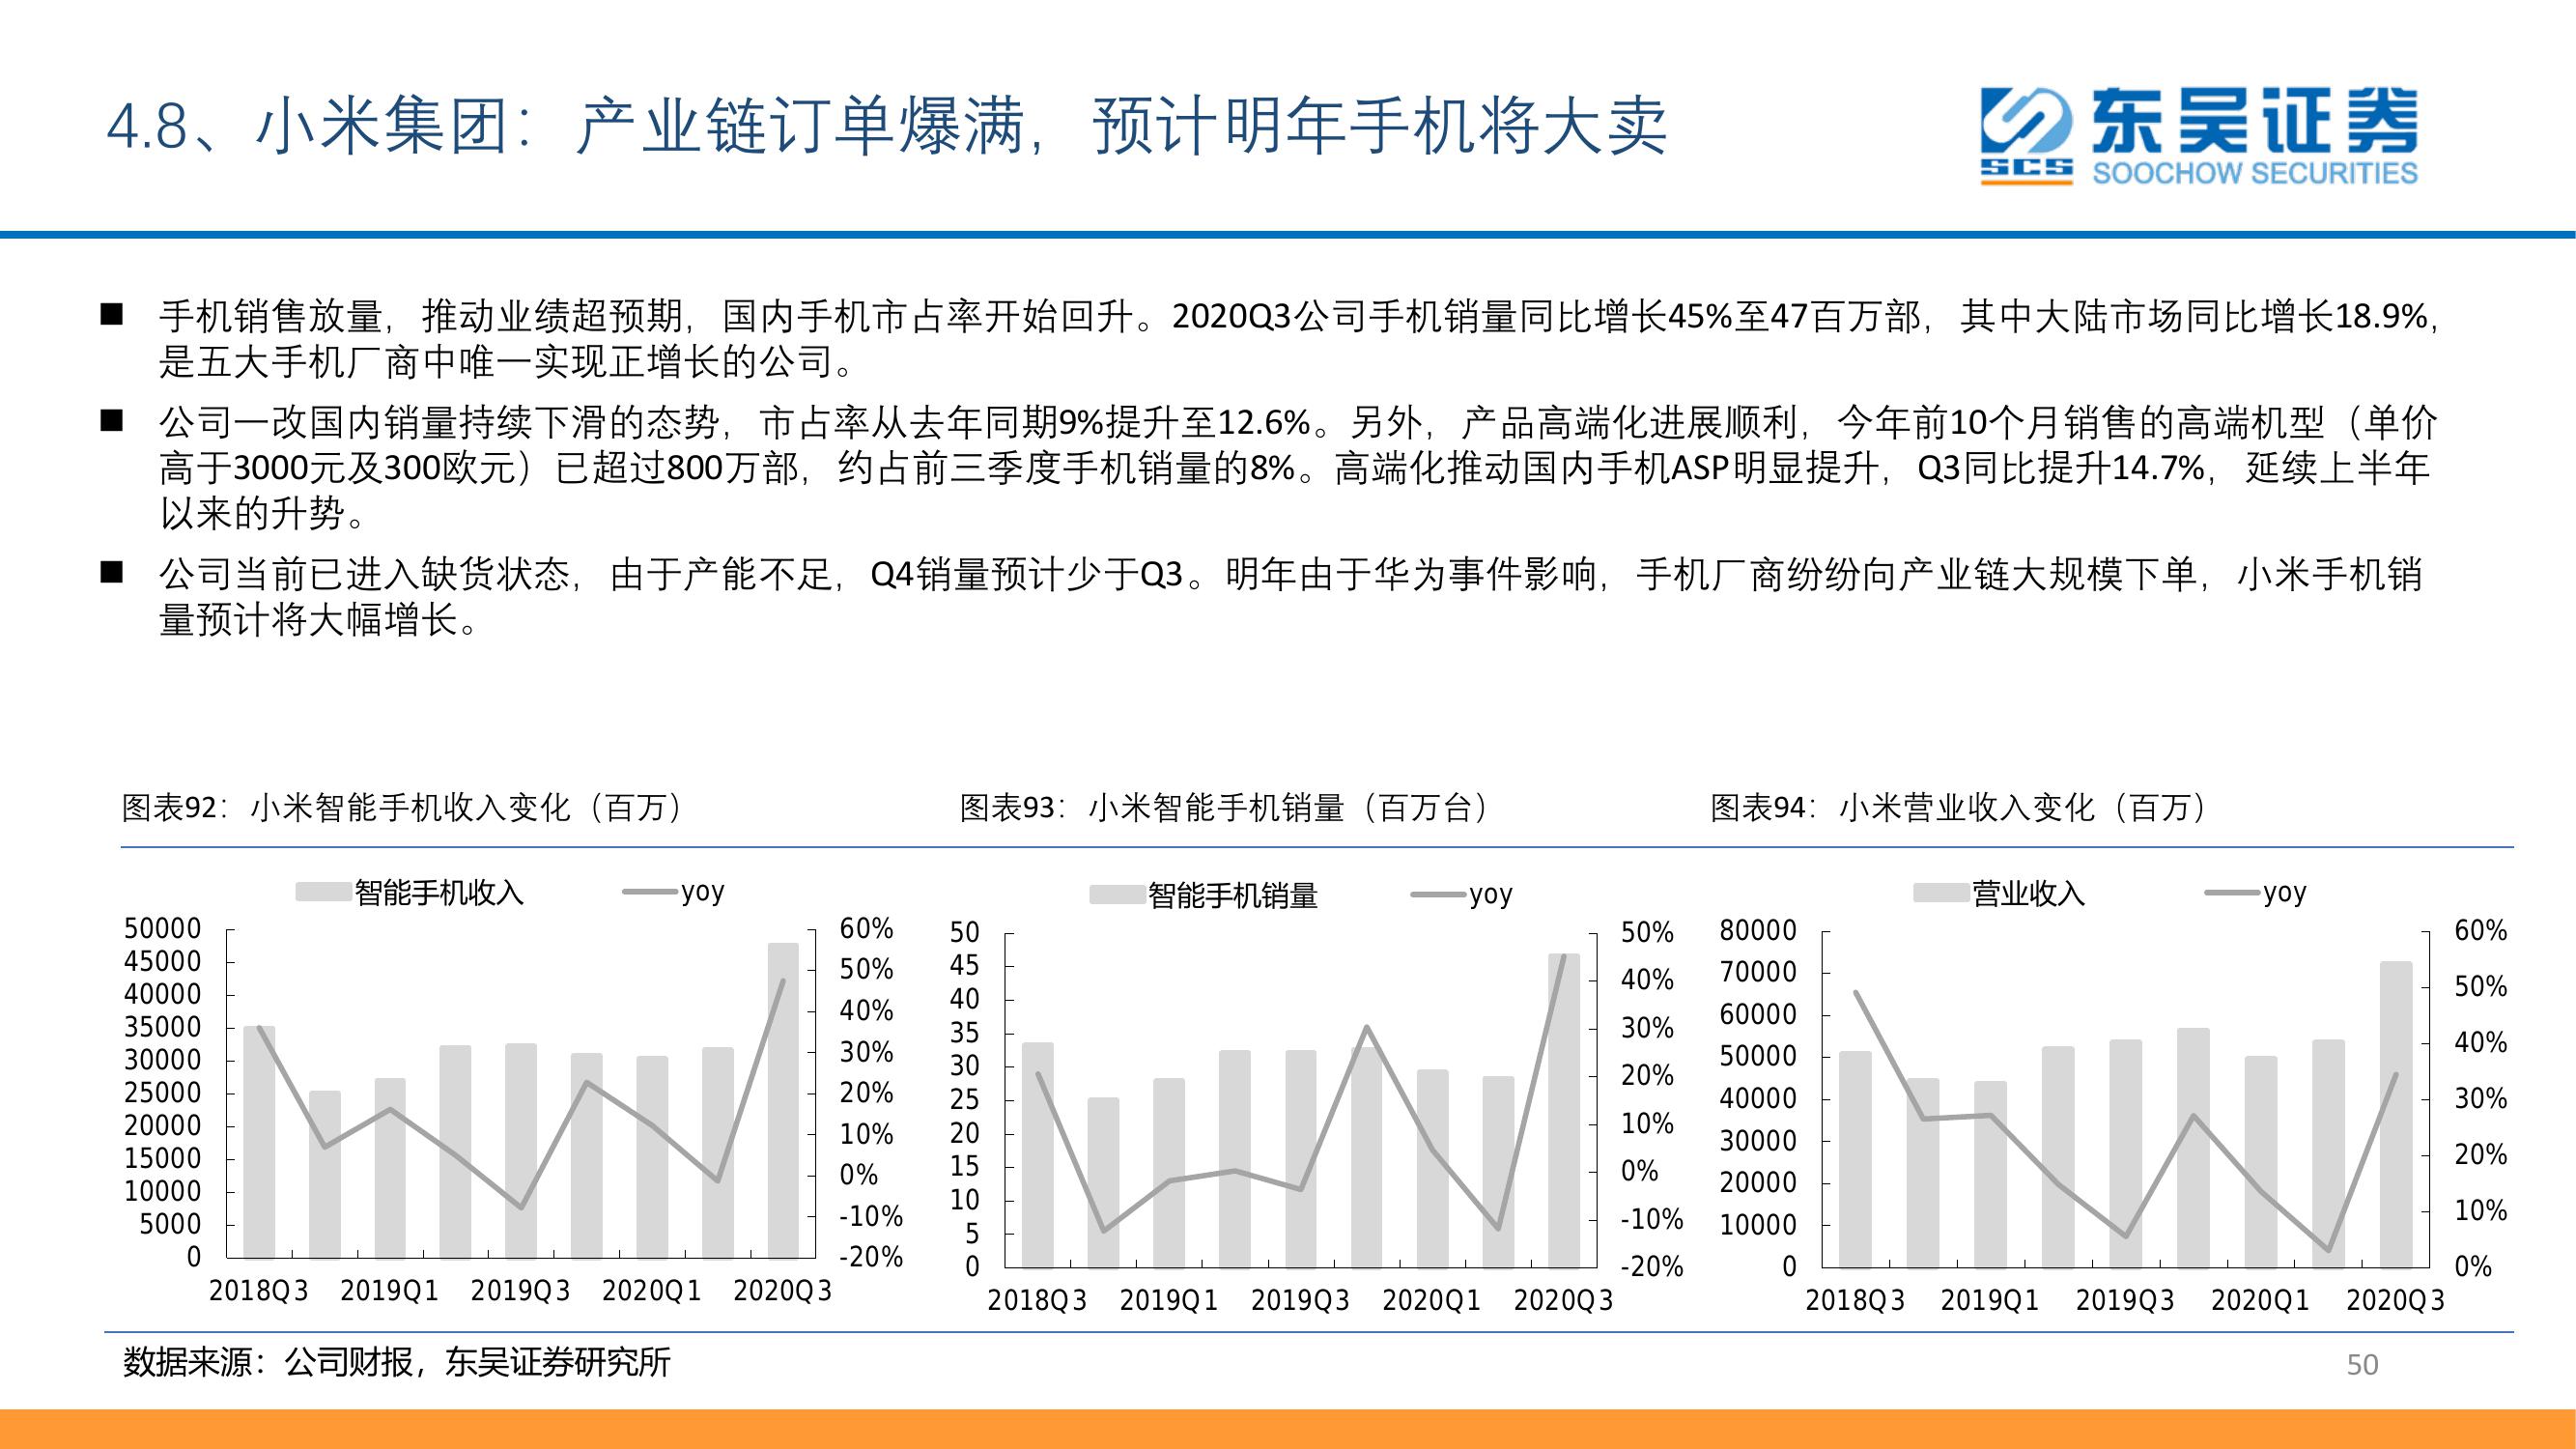 4.8、小米集团：产业链订单爆满，预计明年手机将大卖
SCS 东吴证券
SOOCHOW SECURITIES
■ 手机销售放量，推动业绩超预期，国内手机市占率开始回升。2020Q3公司手机销量同比增长45%至47百万部，其中大陆市场同比增长18.9%，
是五大手机厂商中唯一实现正增长的公司。
■ 公司一改国内销量持续下滑的态势，市占率从去年同期9%提升至12.6%。另外，产品高端化进展顺利，今年前10个月销售的高端机型（单价
高于3000元及300欧元）已超过800万部，约占前三季度手机销量的8%。高端化推动国内手机ASP明显提升，Q3同比提升14.7%，延续上半年
以来的升势。
■ 公司当前已进入缺货状态，由于产能不足，Q4销量预计少于Q3。明年由于华为事件影响，手机厂商纷纷向产业链大规模下单，小米手机销
量预计将大幅增长。
图表92：小米智能手机收入变化（百万）
智能手机收入 yoy
50000
45000
40000
35000
30000
25000
20000
15000
10000
5000
0
60%
50%
40%
30%
20%
10%
0%
-10%
-20%
2018Q3 2019Q1 2019Q3 2020Q1 2020Q3
图表93：小米智能手机销量（百万台）
智能手机销量 yoy
50
45
40
35
30
25
20
15
10
5
0
50%
40%
30%
20%
10%
0%
-10%
-20%
2018Q3 2019Q1 2019Q3 2020Q1 2020Q3
图表94：小米营业收入变化（百万）
营业收入 yoy
80000
70000
60000
50000
40000
30000
20000
10000
0
60%
50%
40%
30%
20%
10%
0%
2018Q3 2019Q1 2019Q3 2020Q1 2020Q3
数据来源：公司财报，东吴证券研究所
50